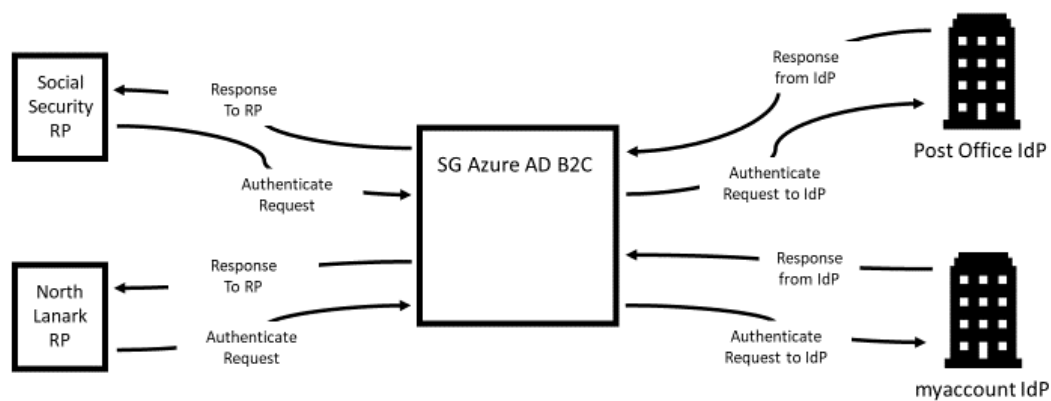 Social
Security
RP
Response
To RP
Authenticate
Request
SG Azure AD B2C
Response
from IdP
Authenticate
Request to IdP
Post Office IdP
North
Lanark
RP
Response
To RP
Authenticate
Request
Response
from IdP
Authenticate
Request to IdP
myaccount IdP